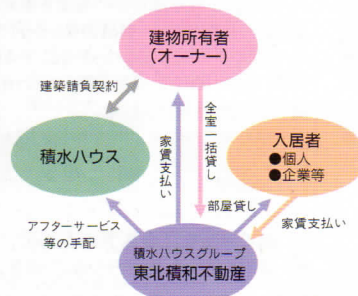 建物所有者
(オーナー)
建築請負契約
積水ハウス
家賃支払い
全室一括貸し
入居者
●個人
●企業等
部屋貸し
家賃支払い
アフターサービス
等の手配
積水ハウスグループ
東北積和不動産